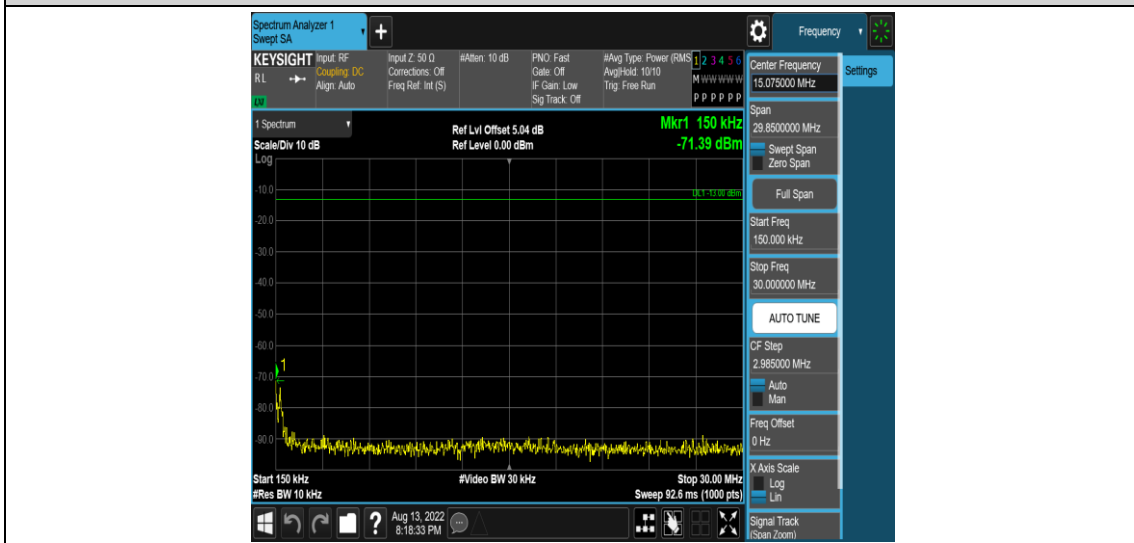 Spectrum Analyzer 1
Swept SA
+
Frequency
KEYSIGHT
RL
Input: RF
Coupling: DC
Align: Auto
Input Z: 50 Ω
Corrections: Off
Freq Ref: Int (S)
#Atten: 10 dB
PNO: Fast
Gate: Off
IF Gain: Low
Sig Track: Off
#Avg Type: Power (RMS
Avg|Hold: 10/10
Trig: Free Run
1 2 3 4 5 6
M W W W W W
P P P P P P
1 Spectrum
Scale/Div 10 dB
Ref Lvl Offset 5.04 dB
Ref Level 0.00 dBm
Mkr1 150 kHz
-71.39 dBm
Log
DL1 -13.00 dBm
-10.0
-20.0
-30.0
-40.0
-50.0
-60.0
-70.0
-80.0
-90.0
1
Start 150 kHz
#Video BW 30 kHz
Stop 30.00 MHz
#Res BW 10 kHz
Sweep 92.6 ms (1000 pts)
?
Aug 13, 2022
8:18:33 PM
Center Frequency
15.075000 MHz
Settings
Span
29.8500000 MHz
Swept Span
Zero Span
Full Span
Start Freq
150.000 kHz
Stop Freq
30.000000 MHz
AUTO TUNE
CF Step
2.985000 MHz
Auto
Man
Freq Offset
0 Hz
X Axis Scale
Log
Lin
Signal Track
(Span Zoom)